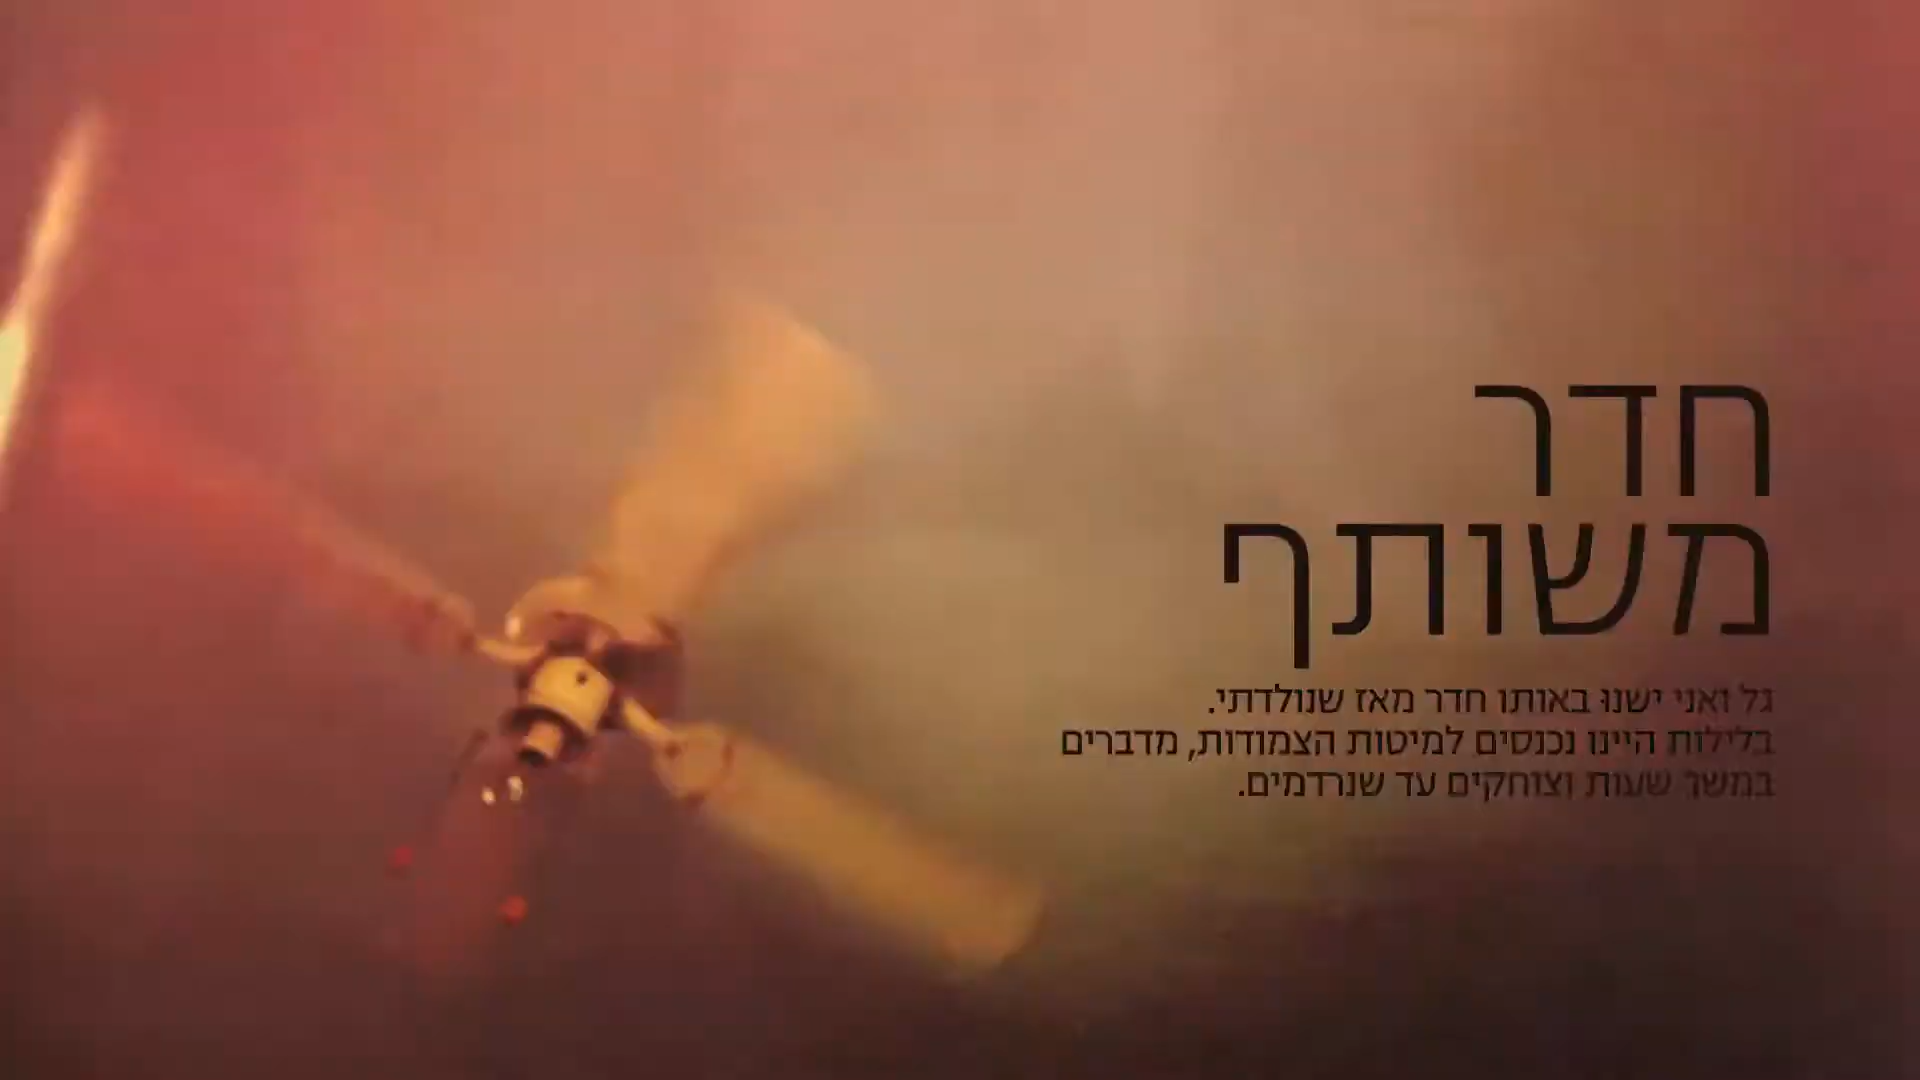 חדר
משותף
גל ואני ישנוּ באותו חדר מאז שנולדתי.
בלילות היינו נכנסים למיטות הצמודות, מדברים
במשך שעות וצוחקים עד שנרדמים.